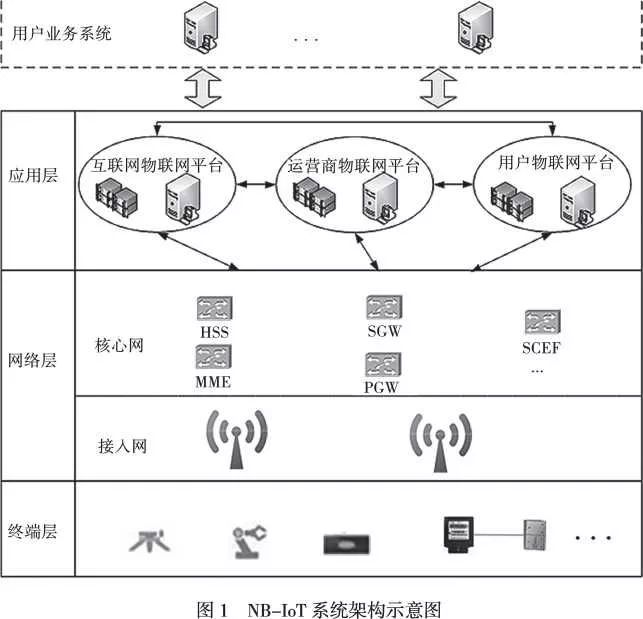 用户业务系统
...
应用层
互联网物联网平台
运营商物联网平台
用户物联网平台
网络层
核心网
HSS
SGW
SCEF
MME
PGW
...
接入网
终端层
...
图1 NB-IoT系统架构示意图